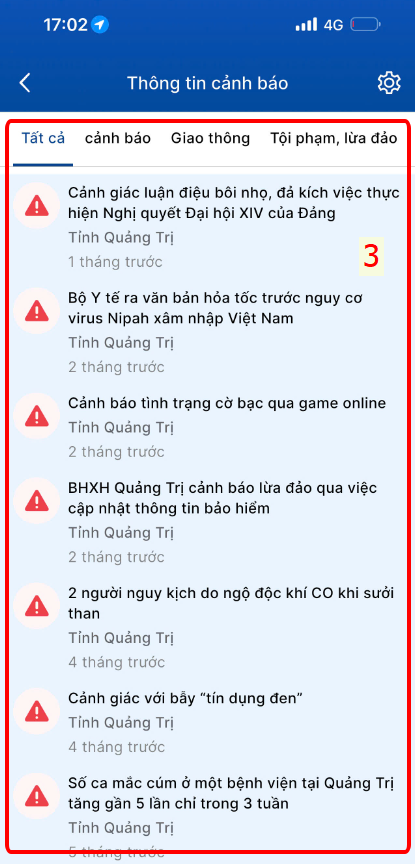 17:02
4G
Thông tin cảnh báo
Tất cả cảnh báo Giao thông Tội phạm, lừa đảo
Cảnh giác luận điệu bôi nhọ, đả kích việc thực
hiện Nghị quyết Đại hội XIV của Đảng
Tỉnh Quảng Trị
1 tháng trước
3
Bộ Y tế ra văn bản hỏa tốc trước nguy cơ
virus Nipah xâm nhập Việt Nam
Tỉnh Quảng Trị
2 tháng trước
Cảnh báo tình trạng cờ bạc qua game online
Tỉnh Quảng Trị
2 tháng trước
BHXH Quảng Trị cảnh báo lừa đảo qua việc
cập nhật thông tin bảo hiểm
Tỉnh Quảng Trị
2 tháng trước
2 người nguy kịch do ngộ độc khí CO khi sưởi
than
Tỉnh Quảng Trị
4 tháng trước
Cảnh giác với bẫy “tín dụng đen”
Tỉnh Quảng Trị
4 tháng trước
Số ca mắc cúm ở một bệnh viện tại Quảng Trị
tăng gần 5 lần chỉ trong 3 tuần
Tỉnh Quảng Trị
5 tháng trước